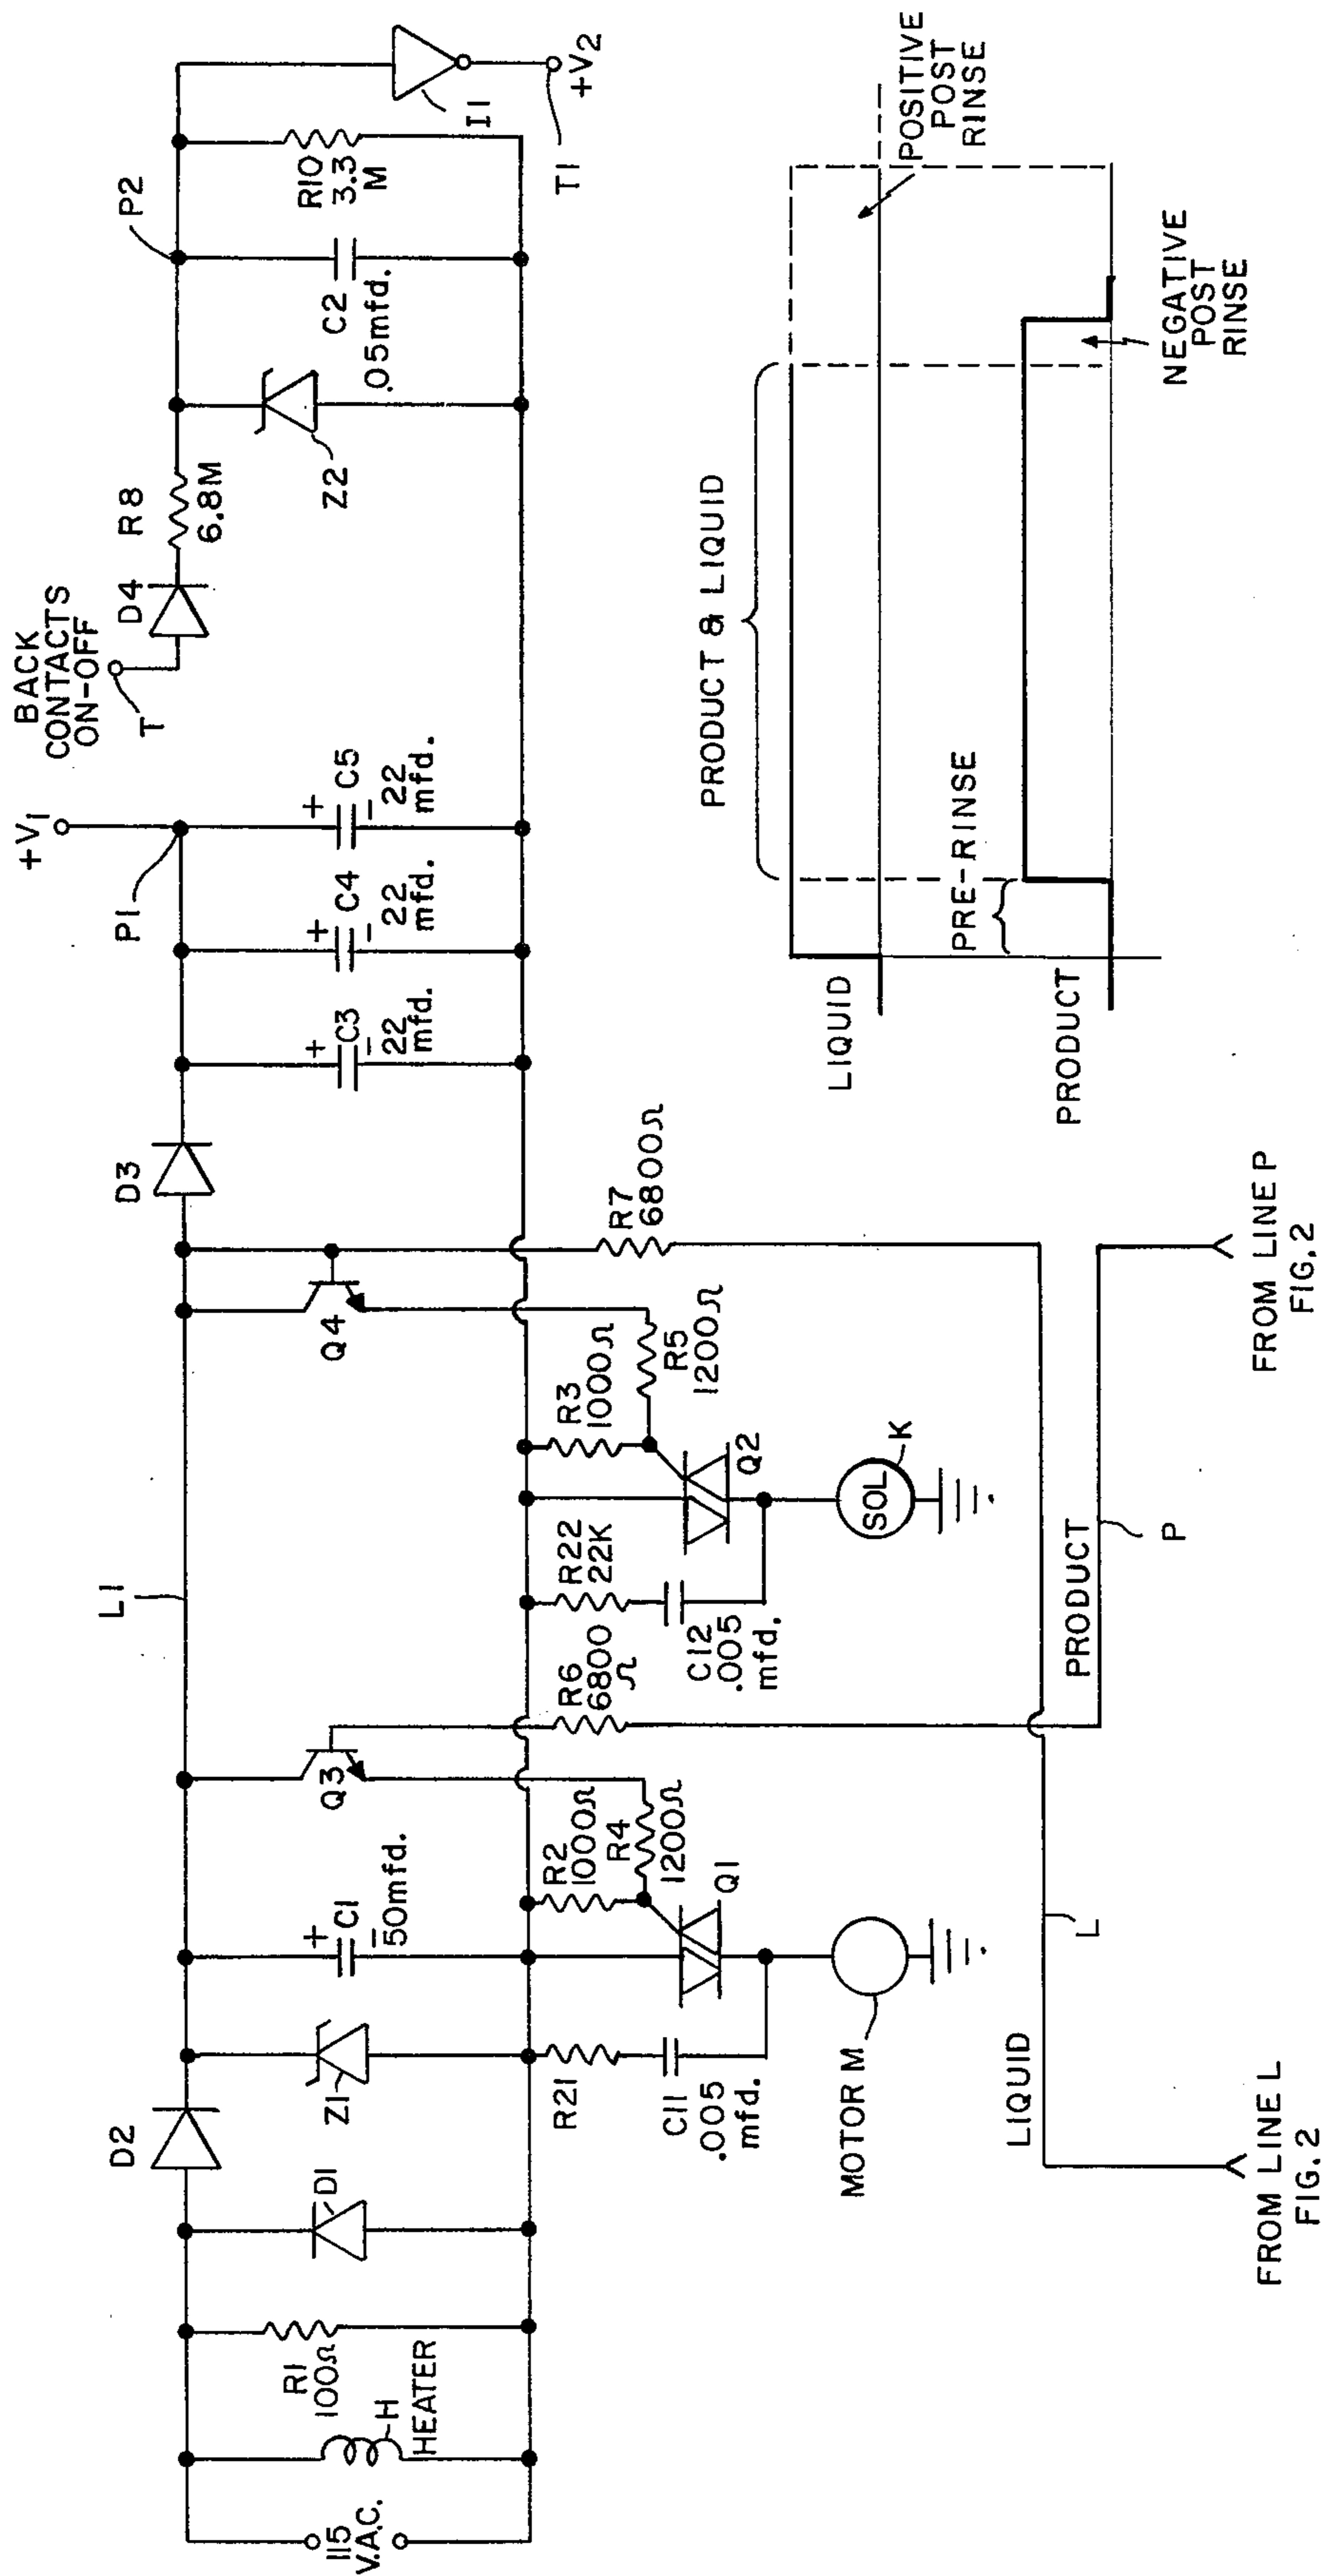 115
V.A.C.
H
HEATER
R1
100Ω
D1
D2
Z1
C1
+
−
50mfd.
R21
C11
.005
mfd.
MOTOR M
Q1
R2
1000Ω
R4
1200Ω
Q3
L1
R6
6800
Ω
R22
22K
C12
.005
mfd.
SOL
K
Q2
R3
1000Ω
R5
1200Ω
Q4
R7
6800Ω
D3
+
C3
−
22
mfd.
+
C4
−
22
mfd.
+
C5
−
22
mfd.
P1
+V1
BACK
CONTACTS
ON-OFF
T
D4
R8
6.8M
Z2
P2
C2
.05mfd.
R10
3.3
M
I1
T1
+V2
LIQUID
L
FROM LINE L
FIG.2
PRODUCT
P
FROM LINE P
FIG.2
LIQUID
PRODUCT
PRE-RINSE
PRODUCT & LIQUID
POSITIVE
POST
RINSE
NEGATIVE
POST
RINSE